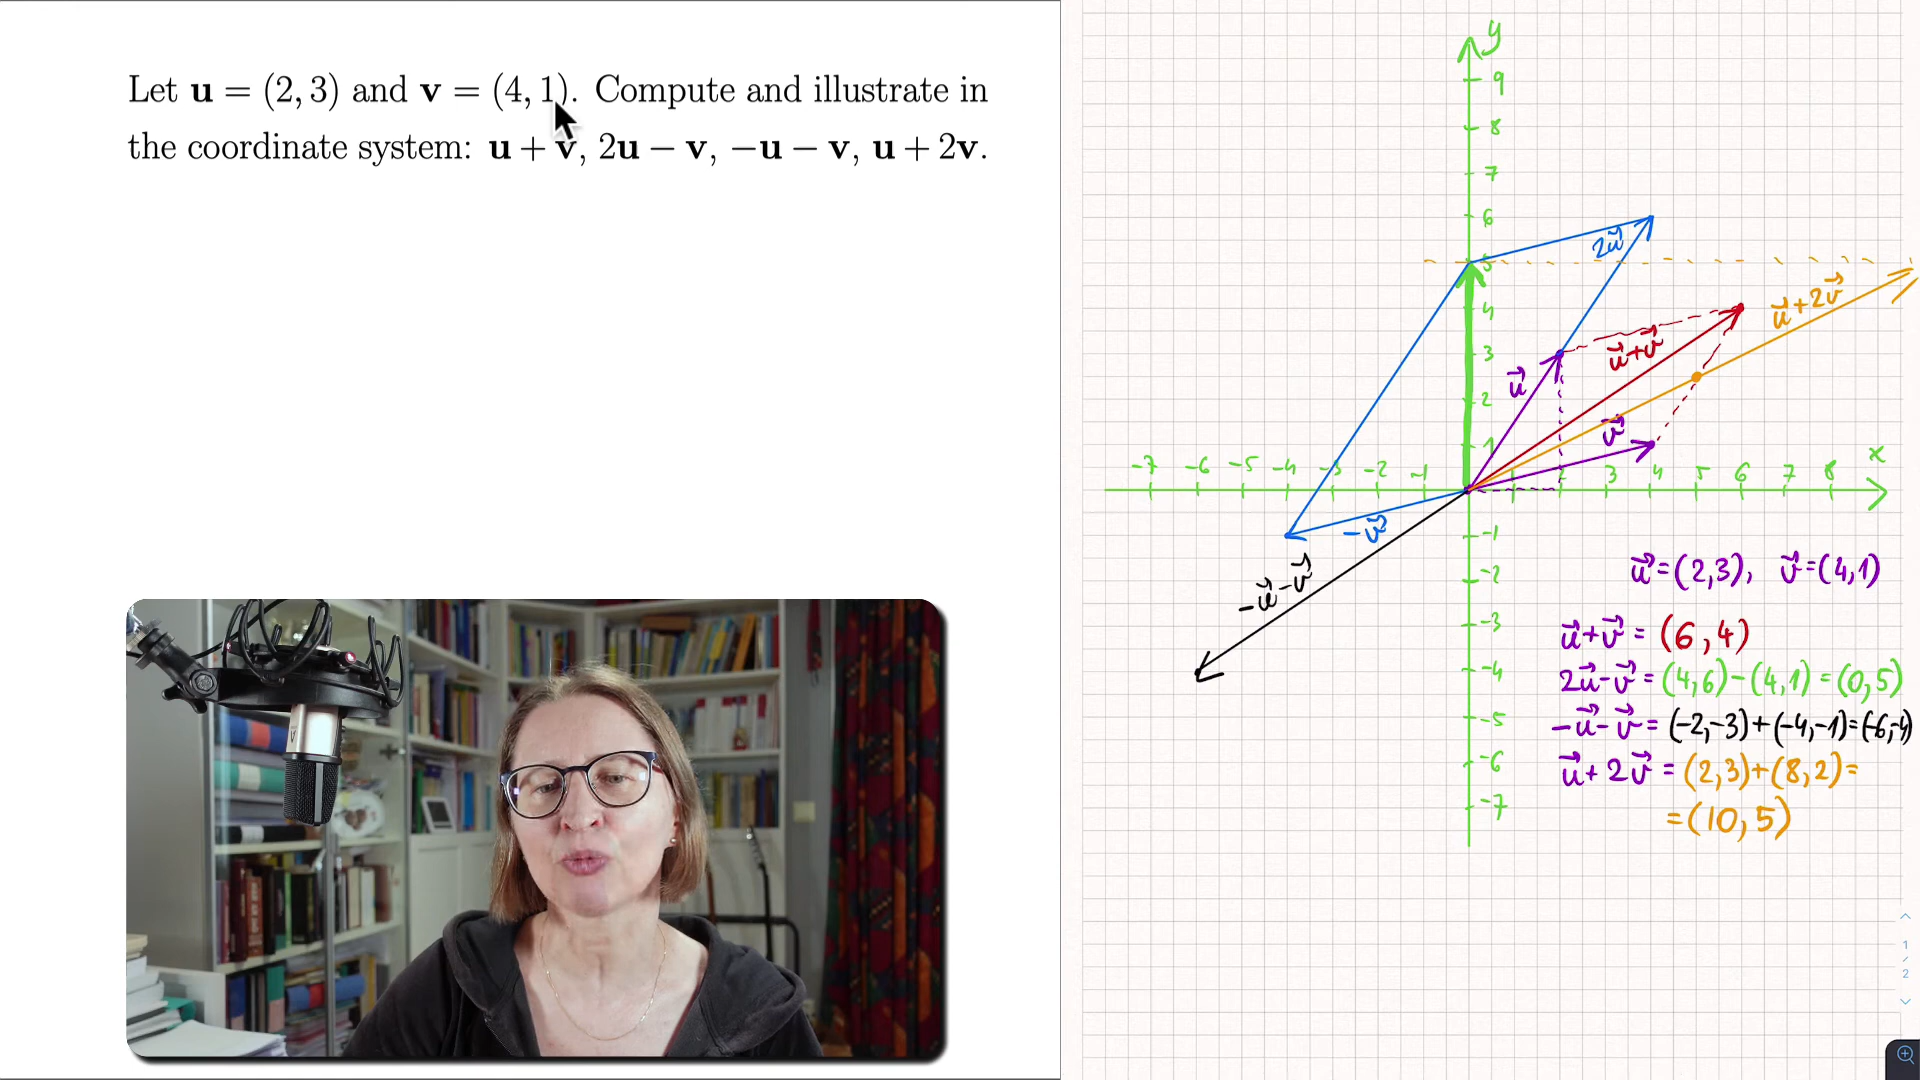 Let u = (2, 3) and v = (4, 1). Compute and illustrate in
the coordinate system: u + v, 2u − v, −u − v, u + 2v.
y
9
8
7
6
5
4
3
2
1
-7 -6 -5 -4 -3 -2 -1 2 3 4 5 6 7 8 x
-1
-2
-3
-4
-5
-6
-7
2u⃗
u⃗+2v⃗
u⃗+v⃗
u⃗
v⃗
-v⃗
-u⃗-v⃗
u⃗=(2,3), v⃗=(4,1)
u⃗+v⃗ = (6,4)
2u⃗-v⃗ = (4,6)-(4,1)=(0,5)
-u⃗-v⃗ = (-2,-3)+(-4,-1)=(-6,-4)
u⃗+2v⃗ = (2,3)+(8,2)=
=(10,5)
1
/
2